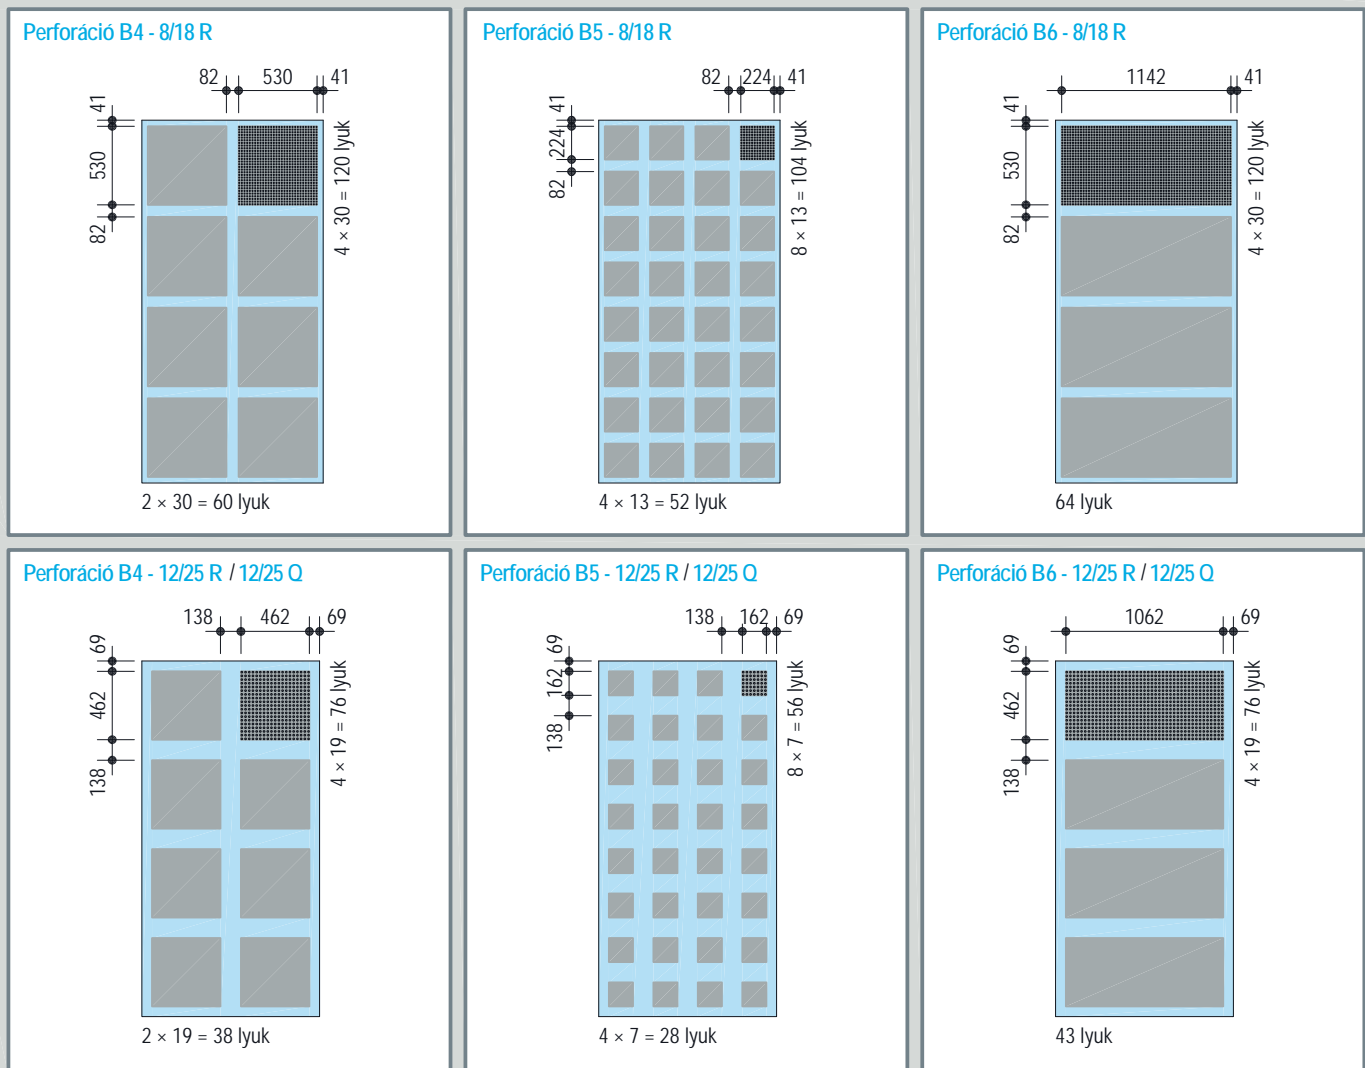 Perforáció B4 - 8/18 R
82 530 41
41
530
82
4 × 30 = 120 lyuk
2 × 30 = 60 lyuk
Perforáció B5 - 8/18 R
82 224 41
41
224
82
8 × 13 = 104 lyuk
4 × 13 = 52 lyuk
Perforáció B6 - 8/18 R
1142 41
41
530
82
4 × 30 = 120 lyuk
64 lyuk
Perforáció B4 - 12/25 R / 12/25 Q
138 462 69
69
462
138
4 × 19 = 76 lyuk
2 × 19 = 38 lyuk
Perforáció B5 - 12/25 R / 12/25 Q
138 162 69
69
162
138
8 × 7 = 56 lyuk
4 × 7 = 28 lyuk
Perforáció B6 - 12/25 R / 12/25 Q
1062 69
69
462
138
4 × 19 = 76 lyuk
43 lyuk